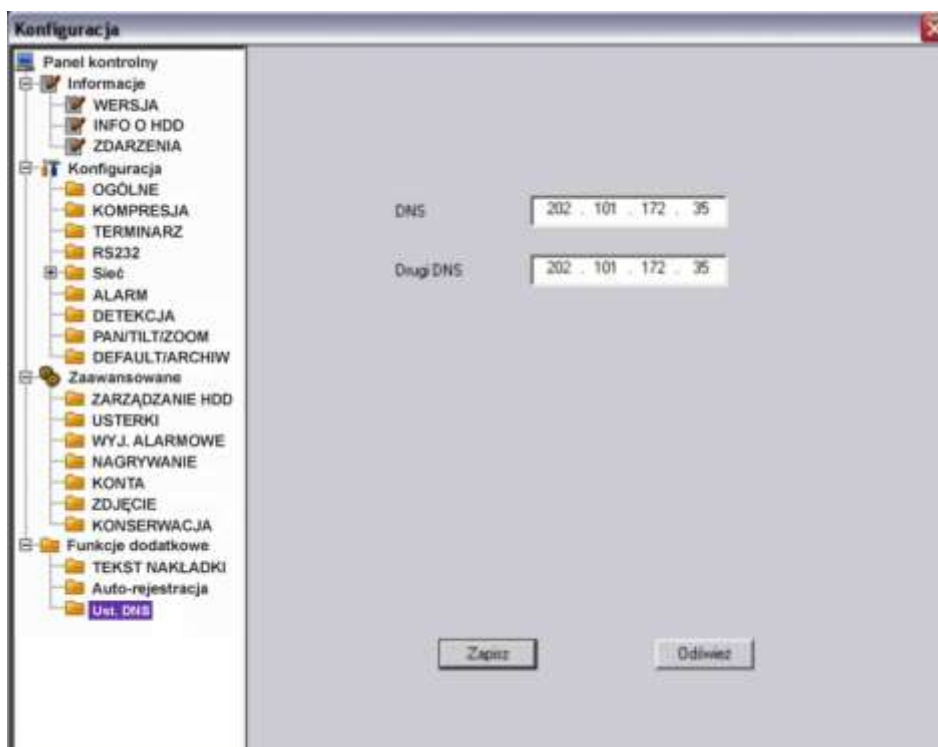 Konfiguracja
Panel kontrolny
Informacje
WERSJA
INFO O HDD
ZDARZENIA
Konfiguracja
OGÓLNE
KOMPRESJA
TERMINARZ
RS232
Sieć
ALARM
DETEKCJA
PAN/TILT/ZOOM
DEFAULT/ARCHIW
Zaawansowane
ZARZĄDZANIE HDD
USTERKI
WYJ. ALARMOWE
NAGRYWANIE
KONTA
ZDJĘCIE
KONSERWACJA
Funkcje dodatkowe
TEKST NAKŁADKI
Auto-rejestracja
Ust. DNS
DNS 202 . 101 . 172 . 35
Drugi DNS 202 . 101 . 172 . 35
Zapisz Odśwież